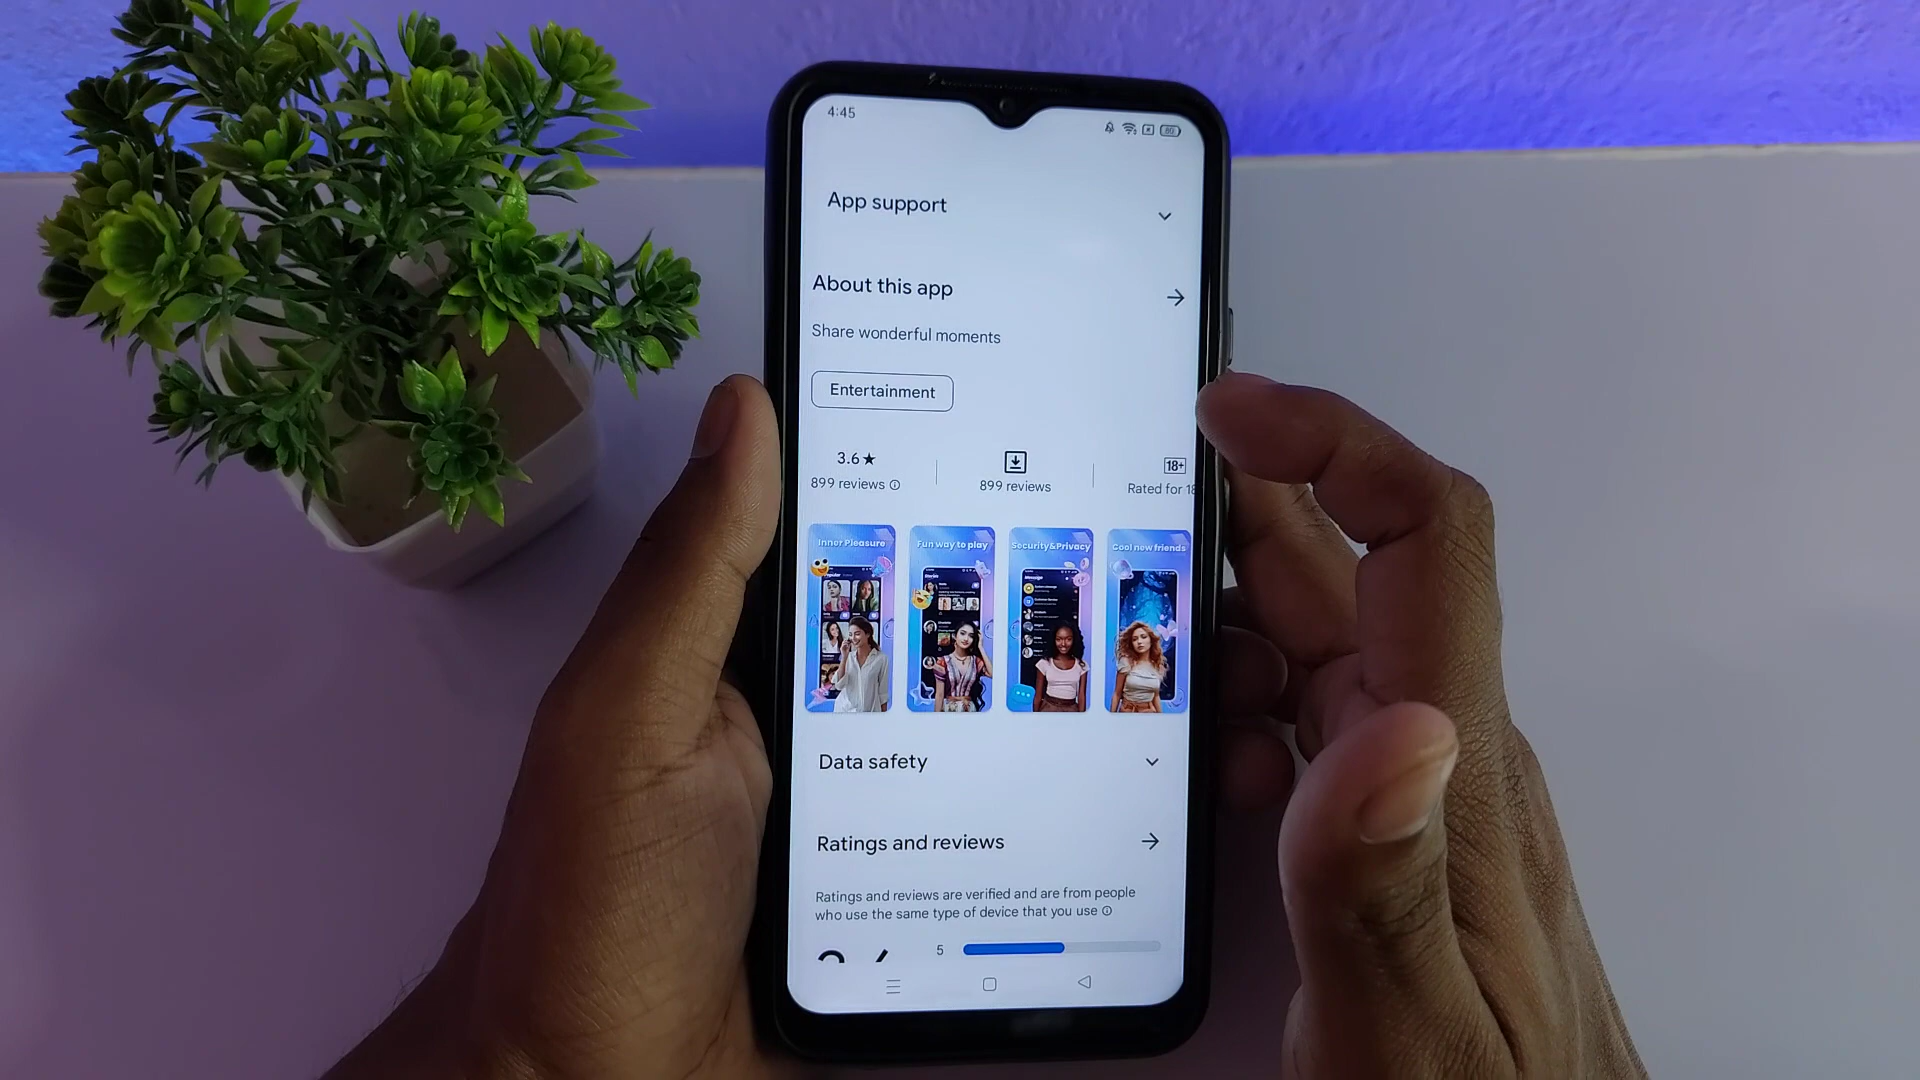 4:45
80
App support
About this app
Share wonderful moments
Entertainment
3.6★
899 reviews
899 reviews
18+
Rated for 18
Inner Pleasure
Fun way to play
Security&Privacy
Cool new friends
Data safety
Ratings and reviews
Ratings and reviews are verified and are from people
who use the same type of device that you use
5